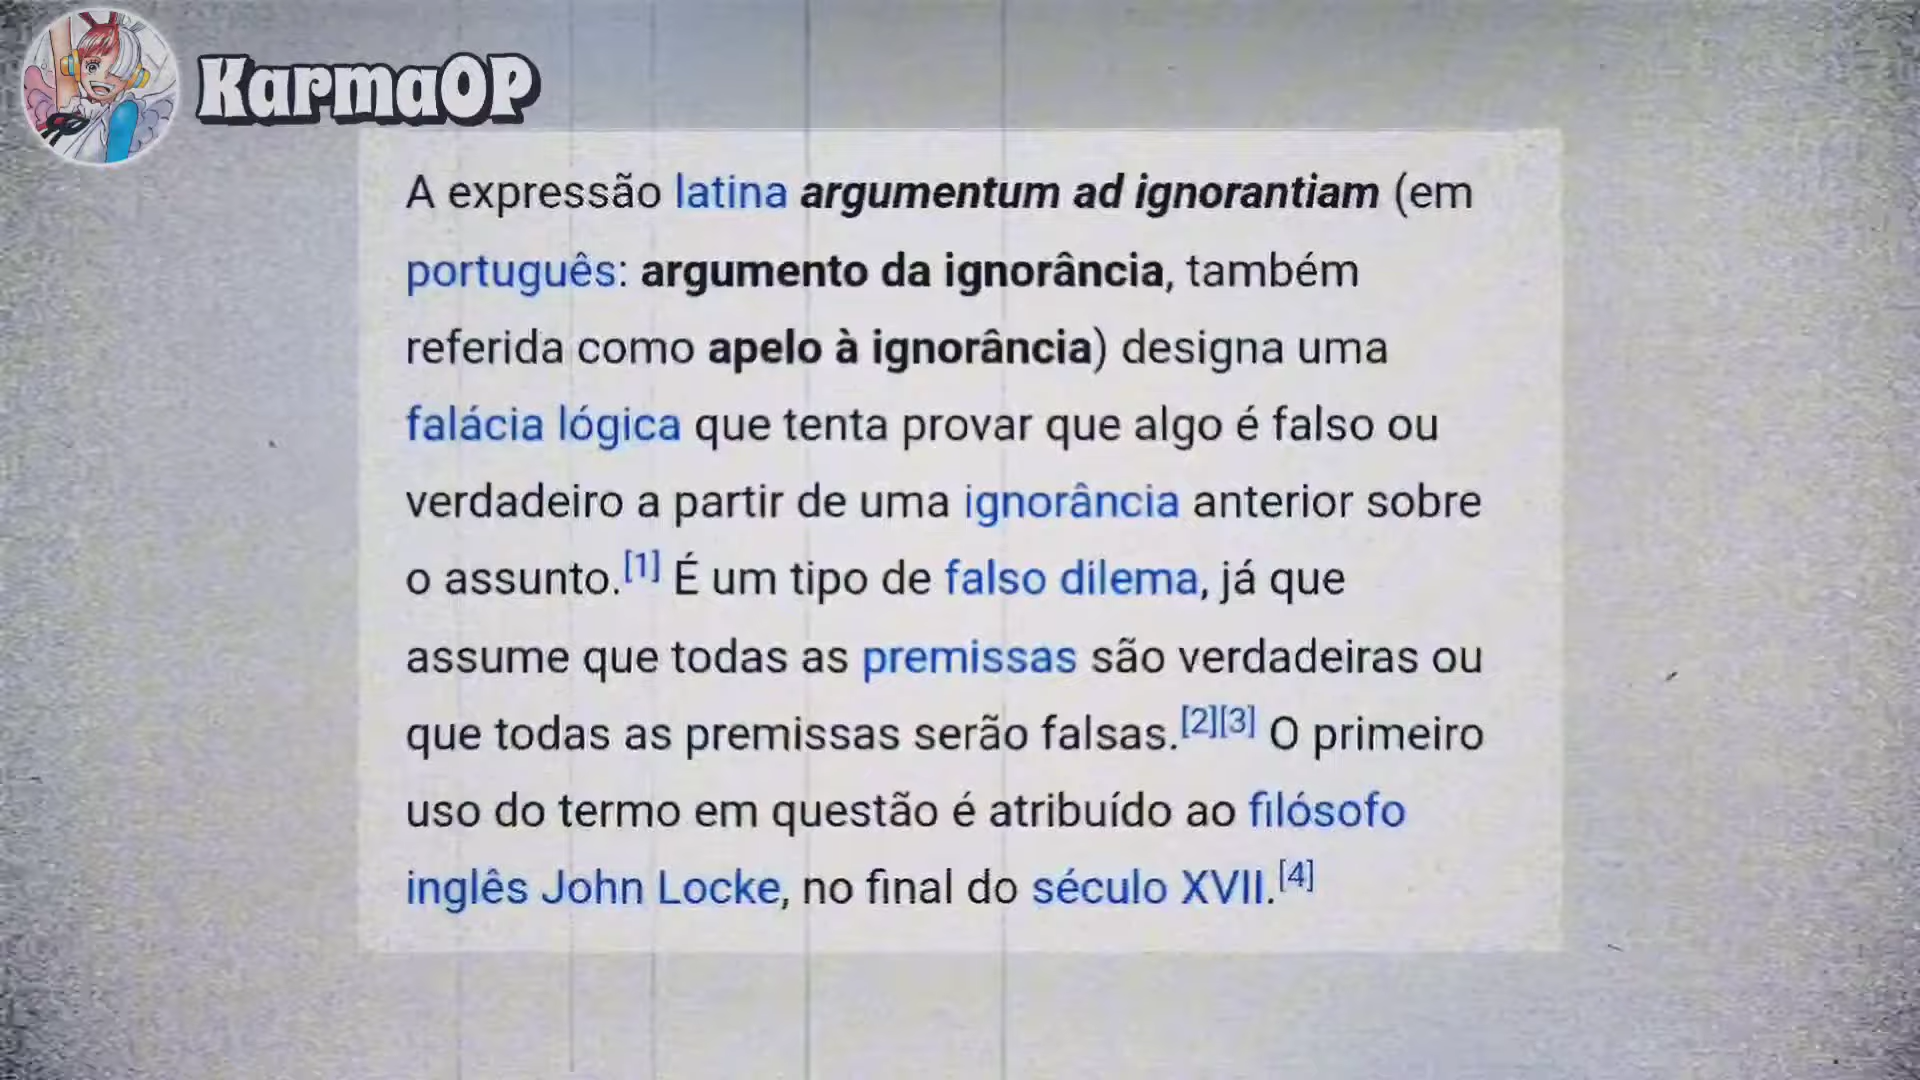 KarmaOP
A expressão latina argumentum ad ignorantiam (em
português: argumento da ignorância, também
referida como apelo à ignorância) designa uma
falácia lógica que tenta provar que algo é falso ou
verdadeiro a partir de uma ignorância anterior sobre
o assunto.[1] É um tipo de falso dilema, já que
assume que todas as premissas são verdadeiras ou
que todas as premissas serão falsas.[2][3] O primeiro
uso do termo em questão é atribuído ao filósofo
inglês John Locke, no final do século XVII.[4]